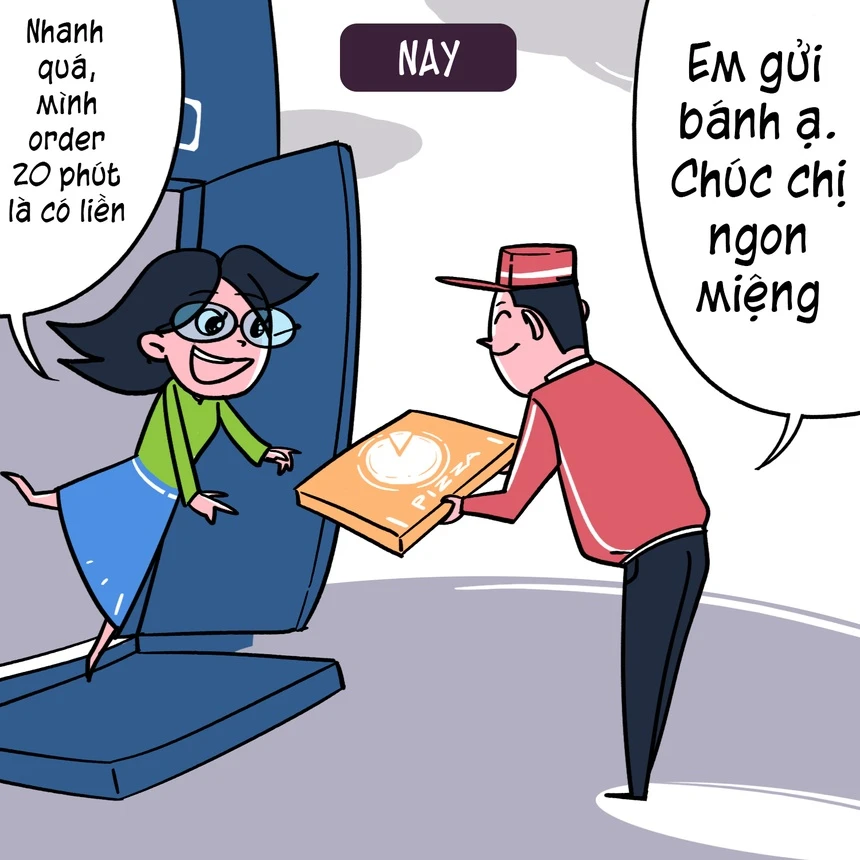 NAY
Nhanh
quá,
mình
order
20 phút
là có liền
Em gửi
bánh ạ.
Chúc chị
ngon
miệng
PIZZA